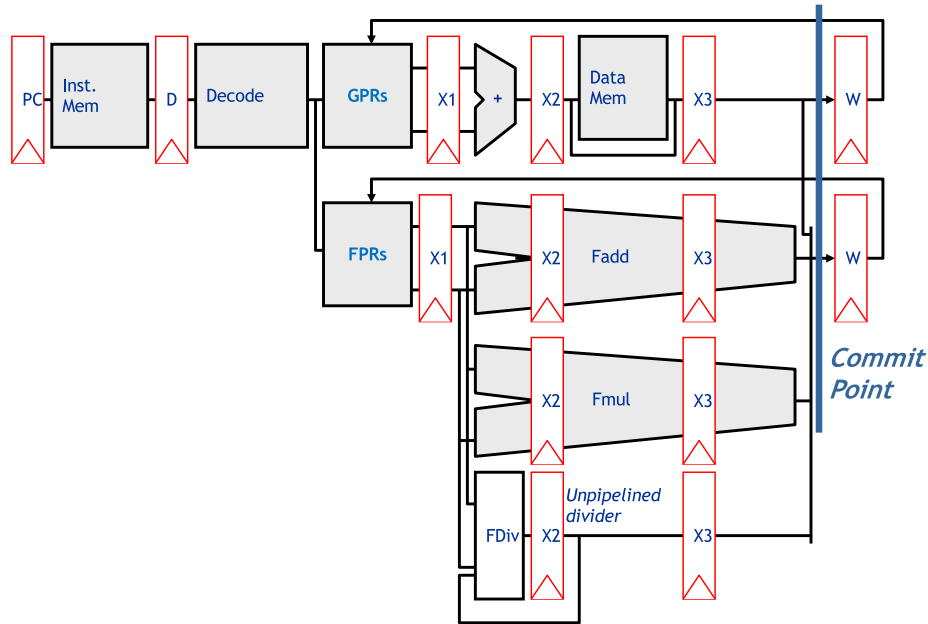 PC
Inst.
Mem
D
Decode
GPRs
X1
+
X2
Data
Mem
X3
W
FPRs
X1
X2
Fadd
X3
W
Commit
Point
X2
Fmul
X3
FDiv
X2
Unpipelined
divider
X3